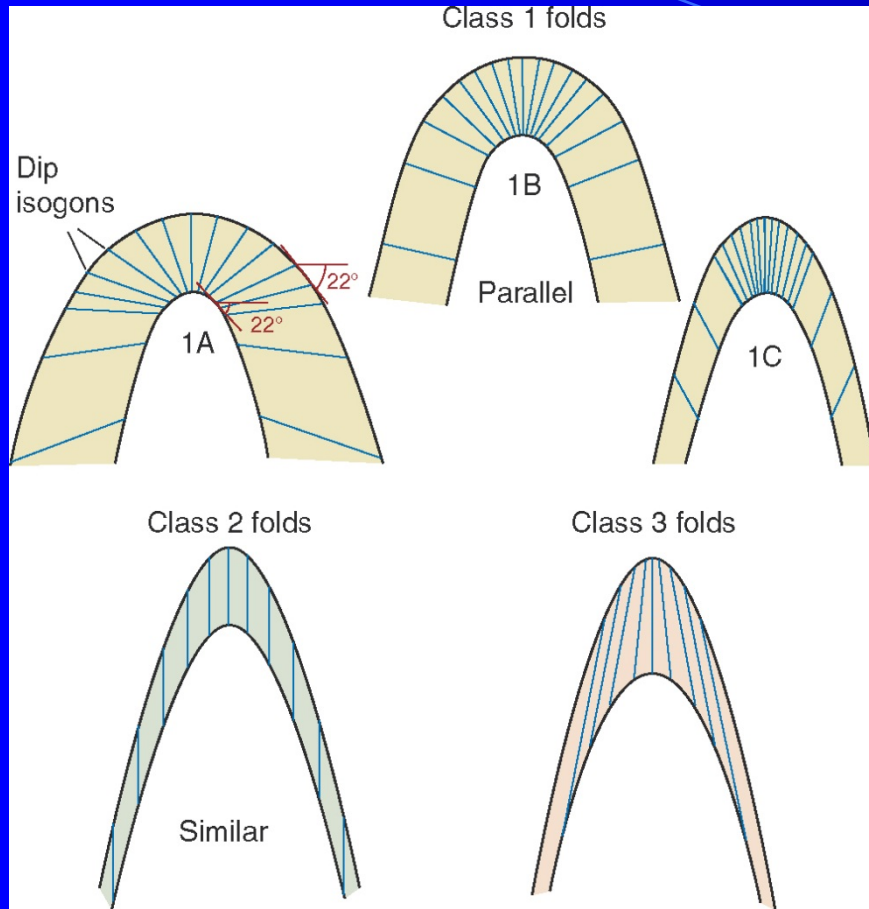 Class 1 folds
Dip
isogons
1B
22°
22°
1A
Parallel
1C
Class 2 folds
Class 3 folds
Similar